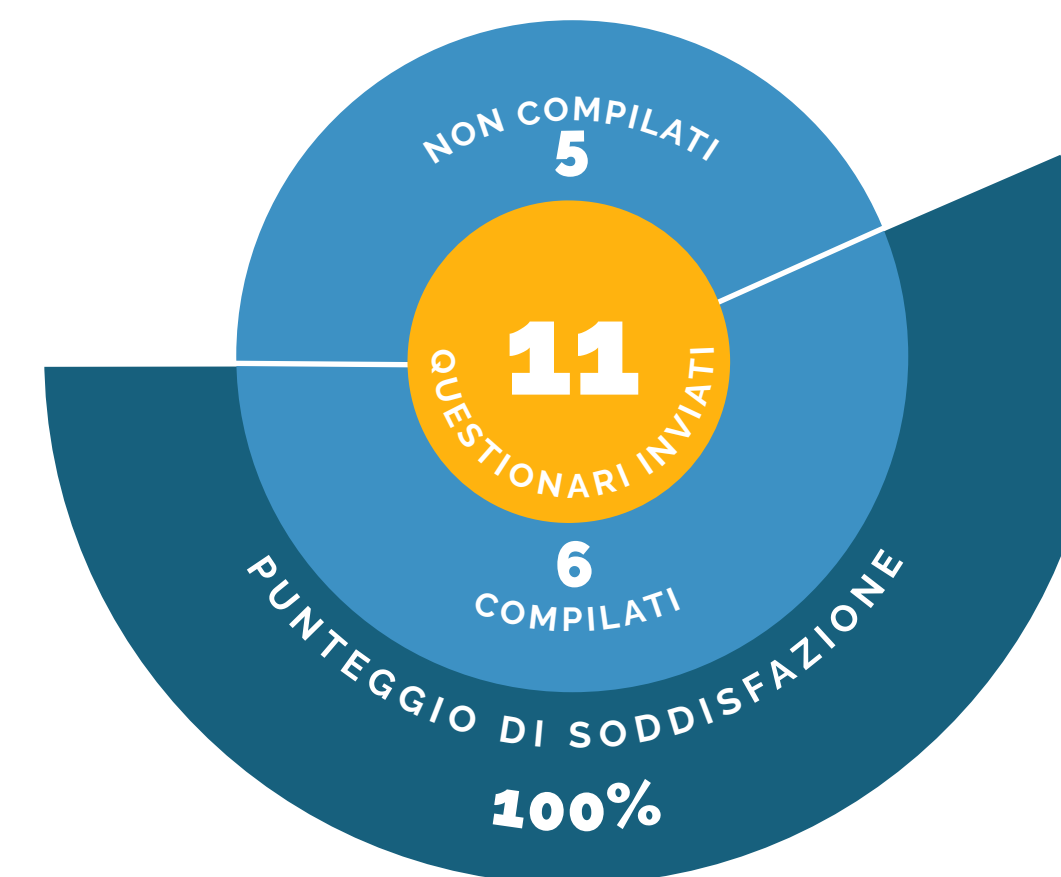 NON COMPILATI
5
11
QUESTIONARI INVIATI
6
COMPILATI
PUNTEGGIO DI SODDISFAZIONE
100%